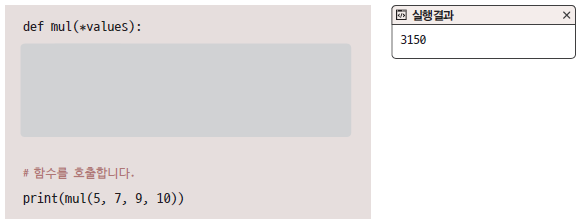 def mul(*values):
# 함수를 호출합니다.
print(mul(5, 7, 9, 10))
실행결과
3150